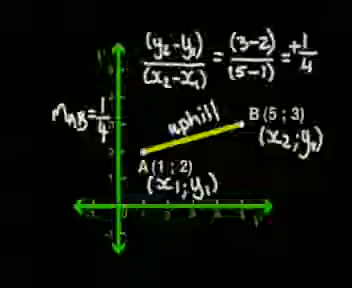 (y₂-y₁) / (x₂-x₁) = (3-2) / (5-1) = +1/4
m_AB = 1/4
uphill
B (5 ; 3)
(x₂ ; y₂)
A (1 ; 2)
(x₁ ; y₁)